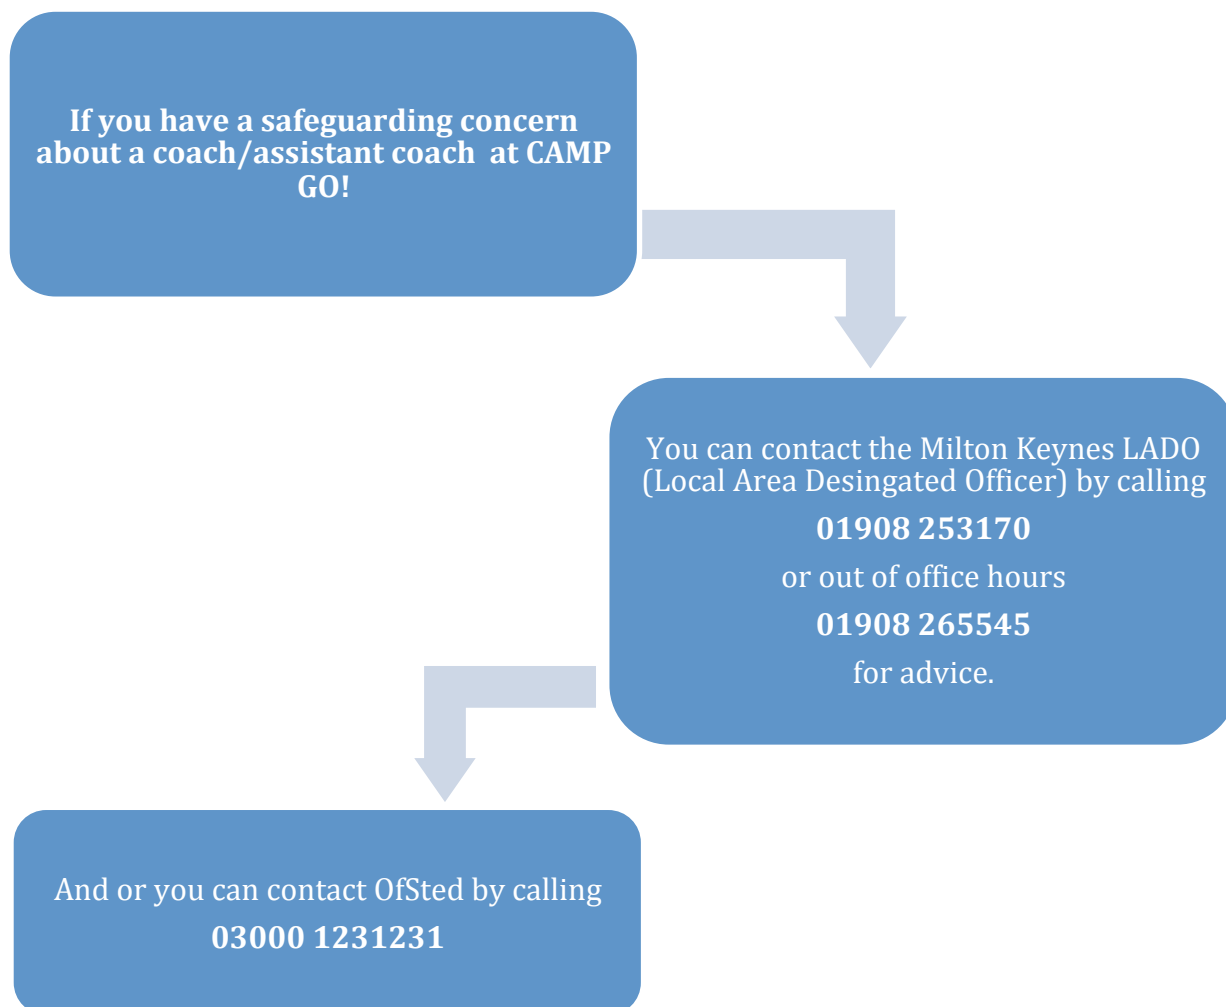 If you have a safeguarding concern
about a coach/assistant coach  at CAMP
GO!
You can contact the Milton Keynes LADO
(Local Area Desingated Officer) by calling
01908 253170
or out of office hours
01908 265545
for advice.
And or you can contact OfSted by calling
03000 1231231